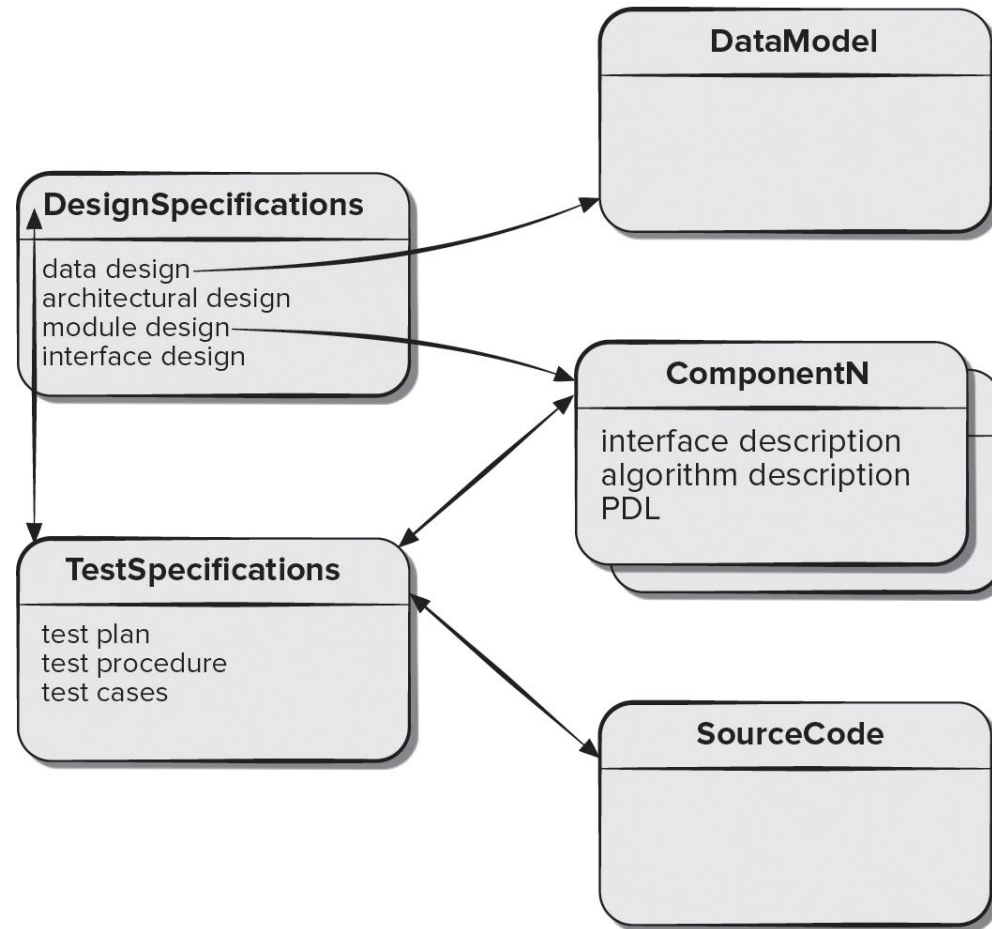 DataModel
DesignSpecifications
data design
architectural design
module design
interface design
ComponentN
interface description
algorithm description
PDL
TestSpecifications
test plan
test procedure
test cases
SourceCode